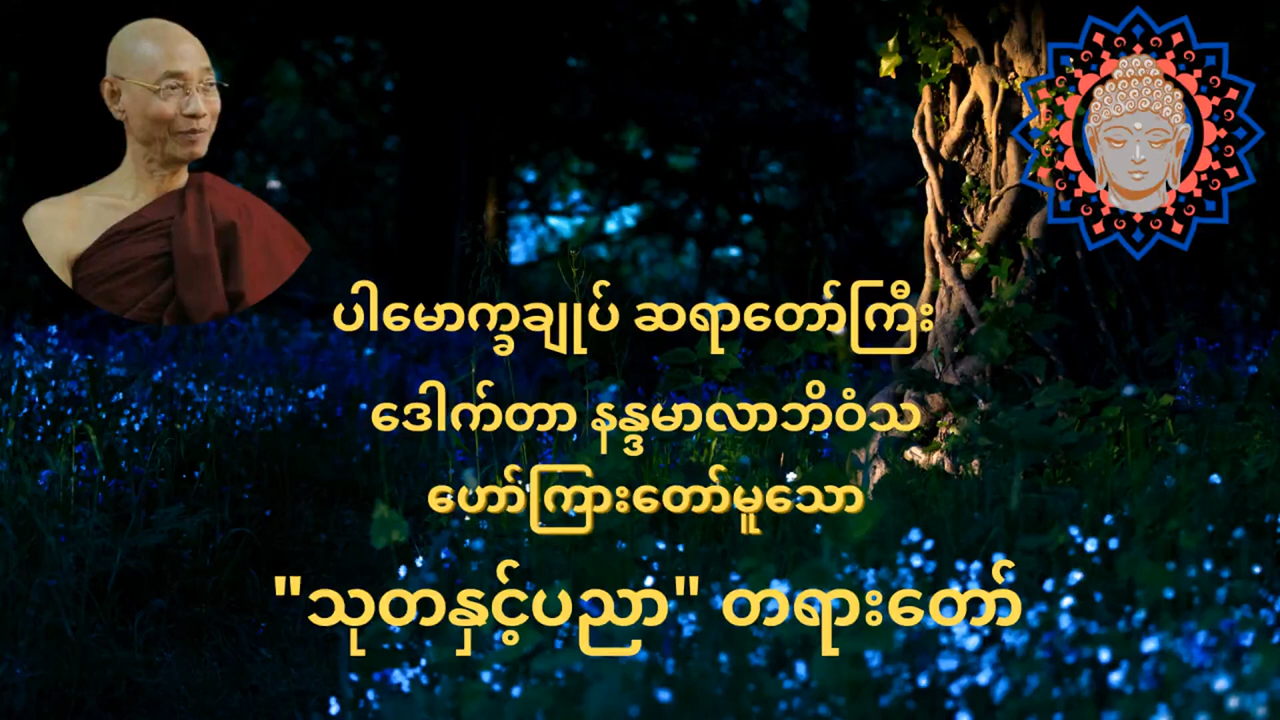 ပါမောက္ခချုပ် ဆရာတော်ကြီး
ဒေါက်တာ နန္ဒမာလာဘိဝံသ
ဟော်ကြားတော်မူသော
"သုတနှင့်ပညာ" တရားတော်